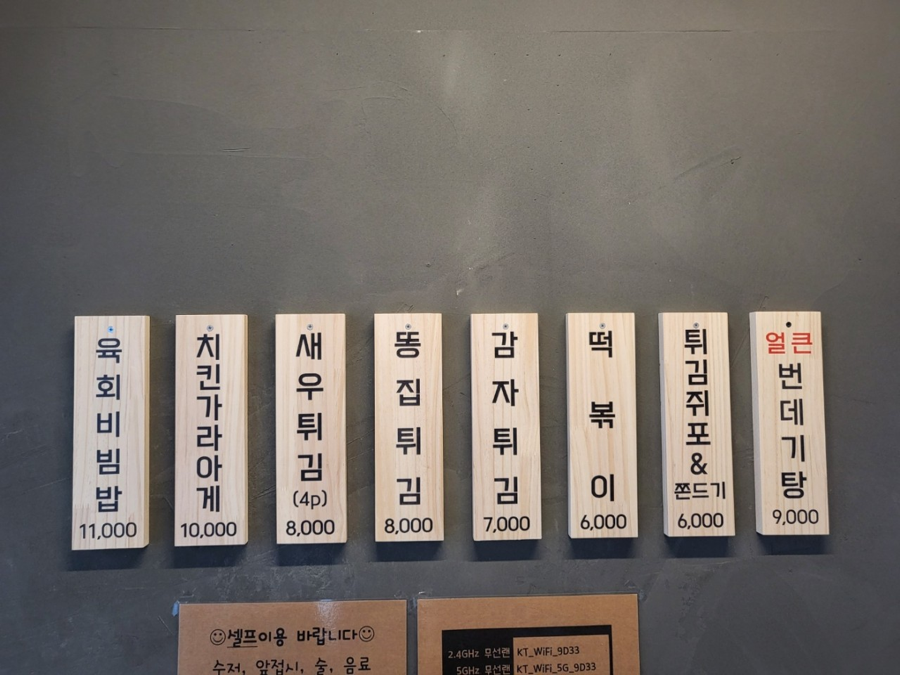 육회비빔밥
11,000
치킨가라아게
10,000
새우튀김
(4p)
8,000
똥집튀김
8,000
감자튀김
7,000
떡볶이
6,000
튀김쥐포
&
쫀드기
6,000
얼큰
번데기탕
9,000
셀프이용 바랍니다
수저, 앞접시, 술, 음료
2.4GHz 무선랜 KT_WiFi_9D33
5GHz 무선랜 KT_WiFi_5G_9D33